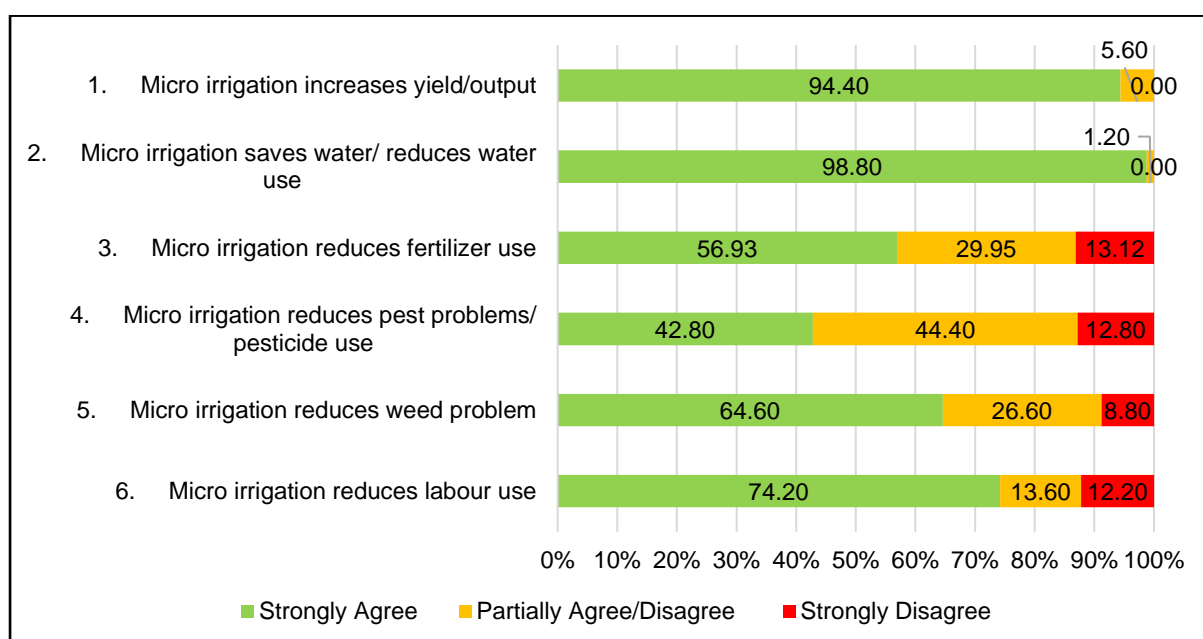 5.60
1. Micro irrigation increases yield/output
94.40
0.00
1.20
2. Micro irrigation saves water/ reduces water
use
98.80
0.00
3. Micro irrigation reduces fertilizer use
56.93 29.95 13.12
4. Micro irrigation reduces pest problems/
pesticide use
42.80 44.40 12.80
5. Micro irrigation reduces weed problem
64.60 26.60 8.80
6. Micro irrigation reduces labour use
74.20 13.60 12.20
0% 10% 20% 30% 40% 50% 60% 70% 80% 90% 100%
Strongly Agree Partially Agree/Disagree Strongly Disagree